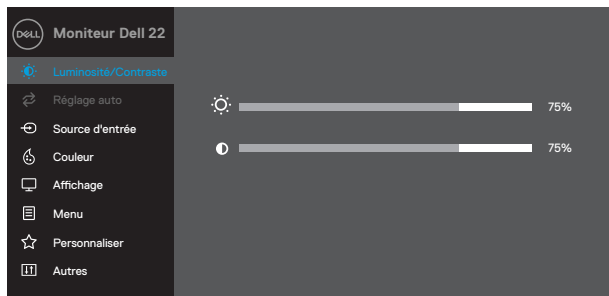 DELL
Moniteur Dell 22
Luminosité/Contraste
Réglage auto
75%
Source d'entrée
Couleur
75%
Affichage
Menu
Personnaliser
Autres